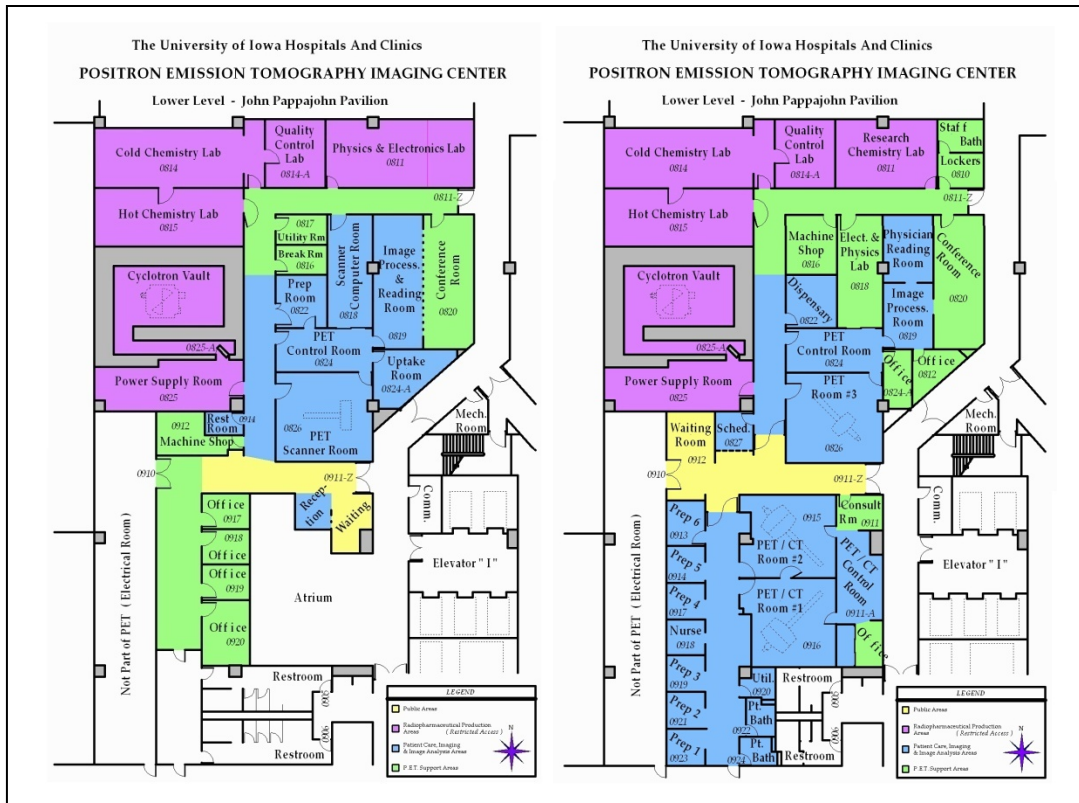 The University of Iowa Hospitals And Clinics
POSITRON EMISSION TOMOGRAPHY IMAGING CENTER
Lower Level - John Pappajohn Pavilion
Cold Chemistry Lab
0814
Quality
Control
Lab
0814-A
Physics & Electronics Lab
0811
0811-Z
Hot Chemistry Lab
0815
0817
Utility Rm
Break Rm
0816
Prep
Room
0822
Scanner
Computer Room
0818
Image
Process.
&
Reading
Room
0819
Conference
Room
0820
Cyclotron Vault
0825-A
PET
Control Room
0824
Uptake
Room
0824-A
Power Supply Room
0825
0826
PET
Scanner Room
Mech.
Room
0912
Rest
Room
0914
Machine Shop
0910
0911-Z
Recep-
tion
Waiting
Comm.
Office
0917
0918
Office
Office
0919
Office
0920
Atrium
Elevator "I"
Not Part of PET ( Electrical Room )
Restroom
9069
9069
Restroom
LEGEND
Public Areas
Radiopharmaceutical Production
Areas ( Restricted Access )
Patient Care, Imaging
& Image Analysis Areas
P.E.T. Support Areas
N
The University of Iowa Hospitals And Clinics
POSITRON EMISSION TOMOGRAPHY IMAGING CENTER
Lower Level - John Pappajohn Pavilion
Cold Chemistry Lab
0814
Quality
Control
Lab
0814-A
Research
Chemistry Lab
0811
Staff
Bath
Lockers
0810
0811-Z
Hot Chemistry Lab
0815
Machine
Shop
0816
Elect. &
Physics
Lab
0818
Physician
Reading
Room
Conference
Room
0820
Dispensary
0822
Image
Process.
Room
0819
Cyclotron Vault
0825-A
PET
Control Room
0824
Office
0824-A
Office
0812
Power Supply Room
0825
PET
Room #3
0826
Mech.
Room
Waiting
Room
0912
Sched.
0827
0910
0911-Z
Comm.
Prep 6
0913
Prep 5
0914
Prep 4
0917
Nurse
0918
Prep 3
0919
Prep 2
0921
Prep 1
0923
0915
PET / CT
Room #2
PET / CT
Room #1
0916
Consult
Rm
0911
PET / CT
Control
Room
0911-A
Office
Elevator "I"
Not Part of PET ( Electrical Room )
Util.
0920
Pt.
Bath
0922
Pt.
Bath
0924
Restroom
Restroom
LEGEND
Public Areas
Radiopharmaceutical Production
Areas ( Restricted Access )
Patient Care, Imaging
& Image Analysis Areas
P.E.T. Support Areas
N